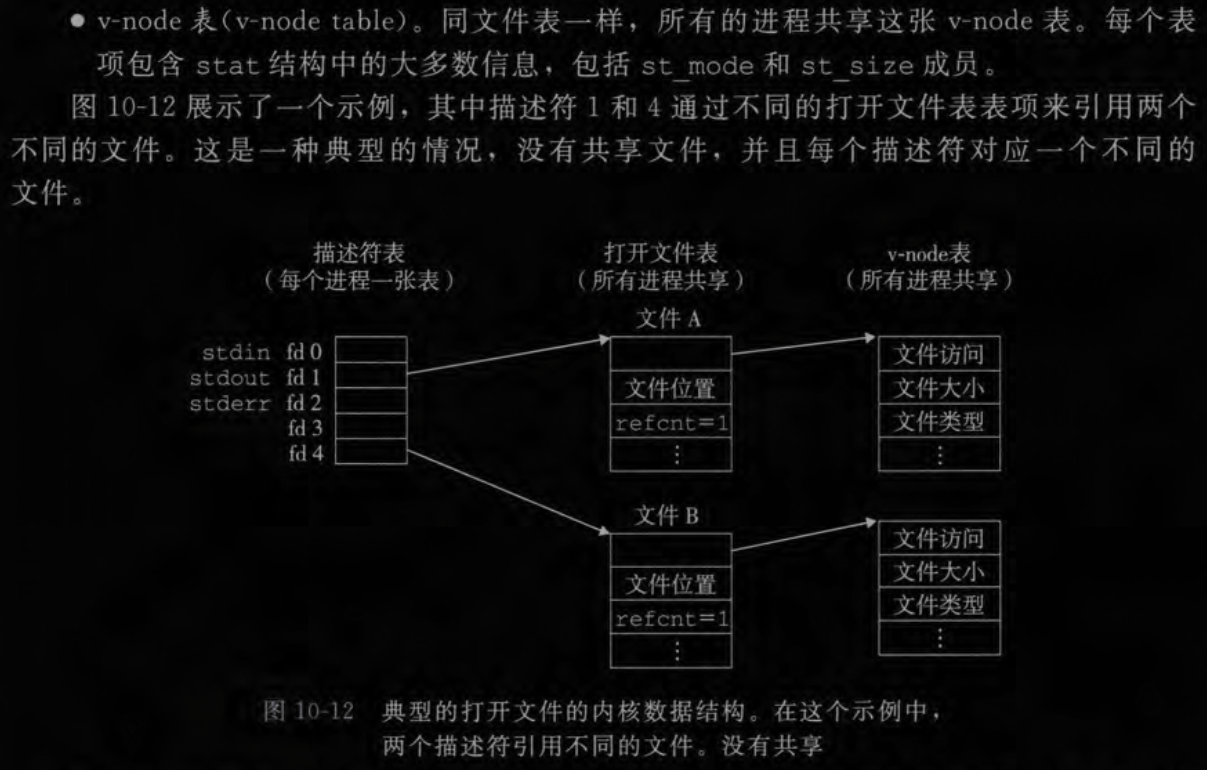 ● v-node 表(v-node table)。同文件表一样，所有的进程共享这张 v-node 表。每个表
项包含 stat 结构中的大多数信息，包括 st_mode 和 st_size 成员。
图 10-12 展示了一个示例，其中描述符 1 和 4 通过不同的打开文件表表项来引用两个
不同的文件。这是一种典型的情况，没有共享文件，并且每个描述符对应一个不同的
文件。
描述符表
（每个进程一张表）
打开文件表
（所有进程共享）
v-node表
（所有进程共享）
stdin fd 0
stdout fd 1
stderr fd 2
fd 3
fd 4
文件 A
文件位置
refcnt=1
⋮
文件访问
文件大小
文件类型
⋮
文件 B
文件位置
refcnt=1
⋮
文件访问
文件大小
文件类型
⋮
图 10-12 典型的打开文件的内核数据结构。在这个示例中，
两个描述符引用不同的文件。没有共享